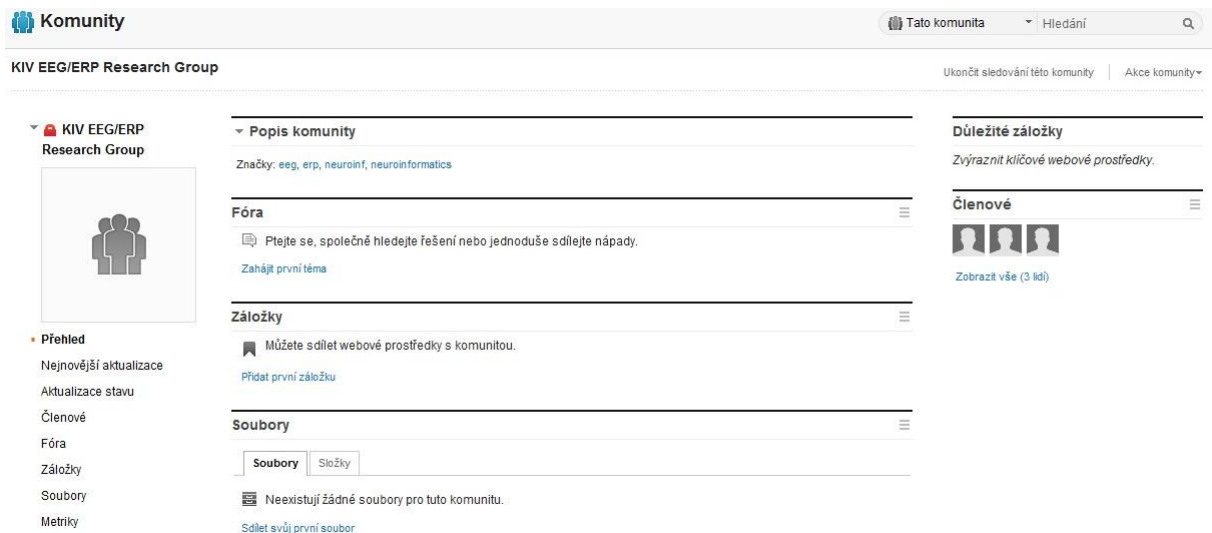 Komunity
Tato komunita
Hledání
KIV EEG/ERP Research Group
Ukončit sledování této komunity
Akce komunity
KIV EEG/ERP
Research Group
Přehled
Nejnovější aktualizace
Aktualizace stavu
Členové
Fóra
Záložky
Soubory
Metriky
Popis komunity
Značky: eeg, erp, neuroinf, neuroinformatics
Fóra
Ptejte se, společně hledejte řešení nebo jednoduše sdílejte nápady.
Zahájit první téma
Záložky
Můžete sdílet webové prostředky s komunitou.
Přidat první záložku
Soubory
Soubory
Složky
Neexistují žádné soubory pro tuto komunitu.
Sdílet svůj první soubor
Důležité záložky
Zvýraznit klíčové webové prostředky.
Členové
Zobrazit vše (3 lidí)